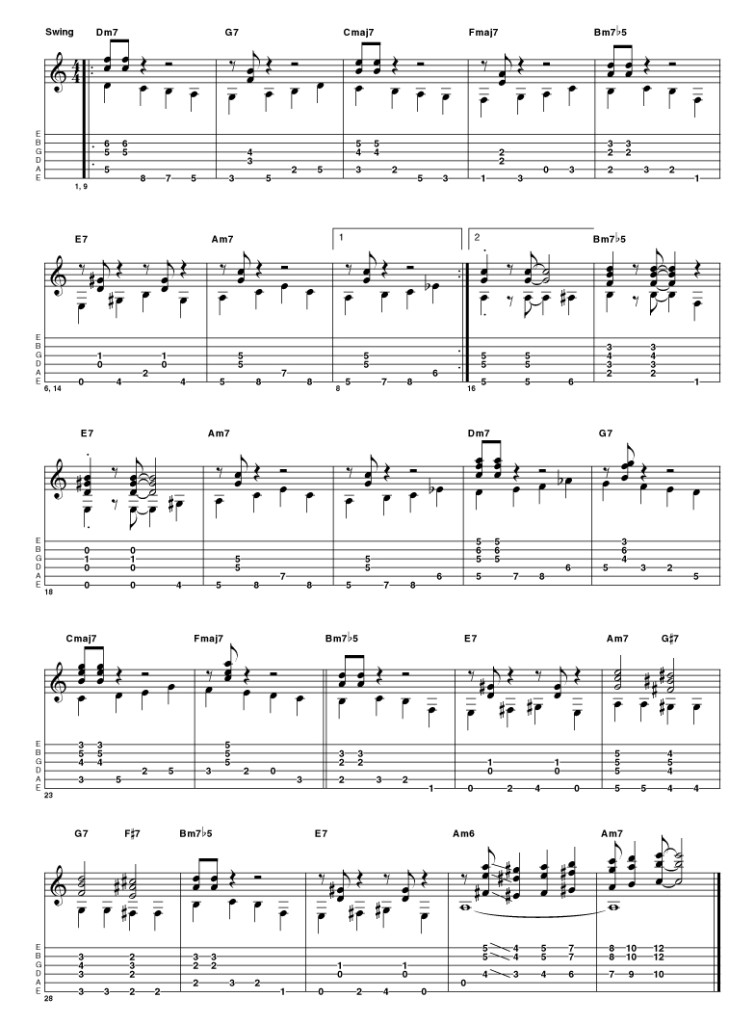 Swing Dm7 G7 Cmaj7 Fmaj7 Bm7♭5
4
4
E
B 6 6 5 5 3 3
G 5 5 4 4 4 2 2 2
D 3 2
A 5 2 5 3 2 0 3 2 3 2
E 8 7 5 3 5 5 3 1 3 1
1, 9
E7 Am7 1 2 Bm7♭5
E
B 3 3
G 1 1 5 5 5 5 4 4
D 0 0 5 5 5 5 3 3
A 2 7 6 2 2
E 0 4 4 5 8 8 5 7 8 5 5 6 1
6, 14 8 16
E7 Am7 Dm7 G7
E 5 5 3
B 0 0 6 6 6
G 1 1 5 5 5 5 4
D 0 0 5 5 6 5 3 2
A 7 6 5 7 8 5
E 0 0 4 5 8 8 5 7 8
18
Cmaj7 Fmaj7 Bm7♭5 E7 Am7 G♯7
E 3 3 5
B 5 5 5 3 3 5 4
G 4 4 5 2 2 1 1 5 5
D 2 5 3 2 0 0 0 5 4
A 3 5 3 2 3 2
E 1 0 2 4 0 5 5 4 4
23
G7 F♯7 Bm7♭5 E7 Am6 Am7
E 5 4 5 7 8 10 12
B 3 2 3 3 5 4 5 7 8 10 12
G 4 3 2 2 1 1
D 3 2 0 0 4 3 4 6 7 9 10
A 2 3 2 0
E 3 3 2 2 1 0 2 4 0
28